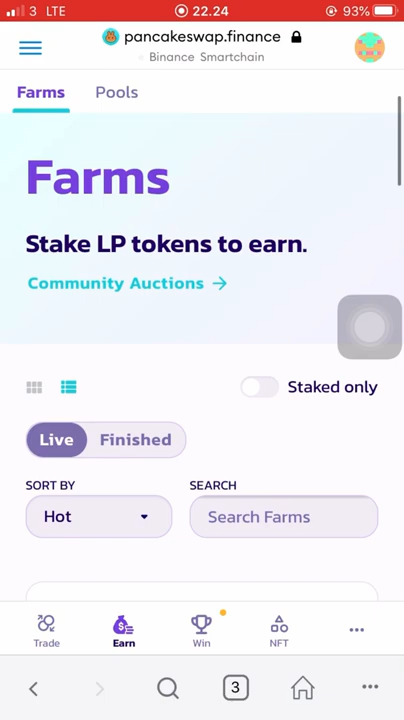 3 LTE 22.24 93%
pancakeswap.finance
Binance Smartchain
Farms Pools
Farms
Stake LP tokens to earn.
Community Auctions →
Staked only
Live Finished
SORT BY SEARCH
Hot Search Farms
Trade Earn Win NFT
3